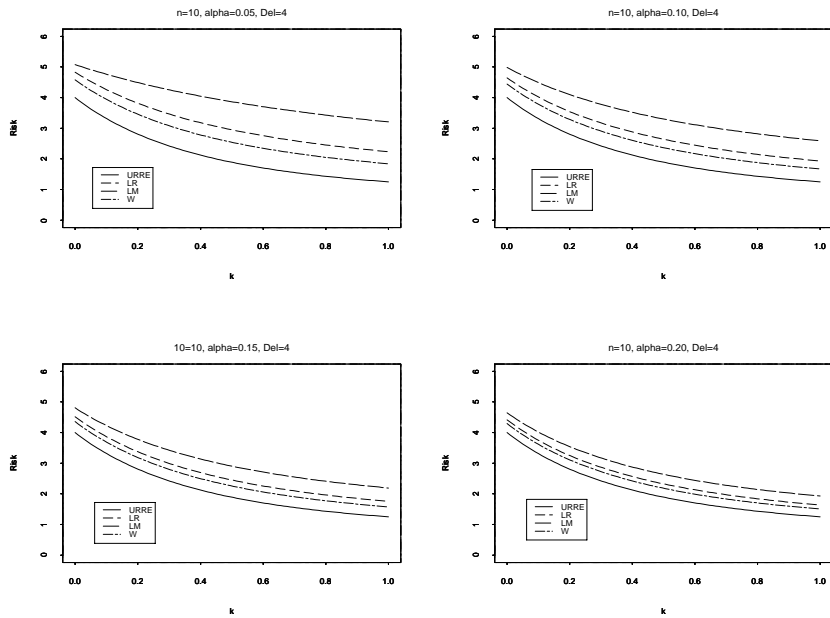 n=10, alpha=0.05, Del=4
Risk
6
5
4
3
2
1
0
URRE
LR
LM
W
0.0 0.2 0.4 0.6 0.8 1.0
k
n=10, alpha=0.10, Del=4
Risk
6
5
4
3
2
1
0
URRE
LR
LM
W
0.0 0.2 0.4 0.6 0.8 1.0
k
10=10, alpha=0.15, Del=4
Risk
6
5
4
3
2
1
0
URRE
LR
LM
W
0.0 0.2 0.4 0.6 0.8 1.0
k
n=10, alpha=0.20, Del=4
Risk
6
5
4
3
2
1
0
URRE
LR
LM
W
0.0 0.2 0.4 0.6 0.8 1.0
k